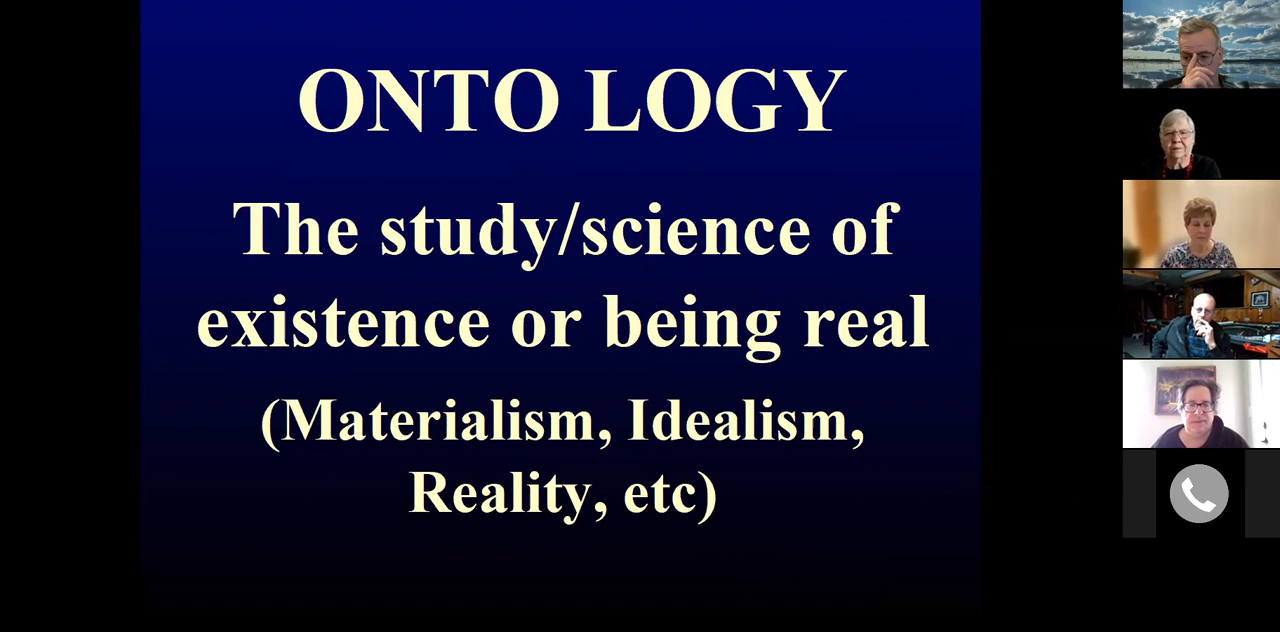 ONTO LOGY
The study/science of
existence or being real
(Materialism, Idealism,
Reality, etc)